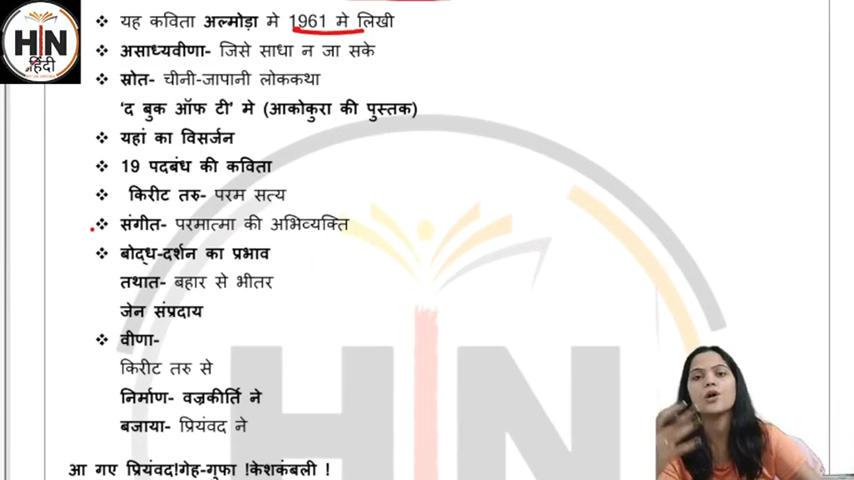 HIN
हिंदी
❖ यह कविता अल्मोड़ा मे 1961 मे लिखी
❖ असाध्यवीणा- जिसे साधा न जा सके
❖ स्रोत- चीनी-जापानी लोककथा
'द बुक ऑफ टी' मे (आकोकुरा की पुस्तक)
❖ यहां का विसर्जन
❖ 19 पदबंध की कविता
❖ किरीट तरु- परम सत्य
❖ संगीत- परमात्मा की अभिव्यक्ति
❖ बोद्ध-दर्शन का प्रभाव
तथात- बहार से भीतर
जेन संप्रदाय
❖ वीणा-
किरीट तरु से
निर्माण- वज्रकीर्ति ने
बजाया- प्रियंवद ने
आ गए प्रियंवद!गेह-गुफा !केशकंबली !
HIN